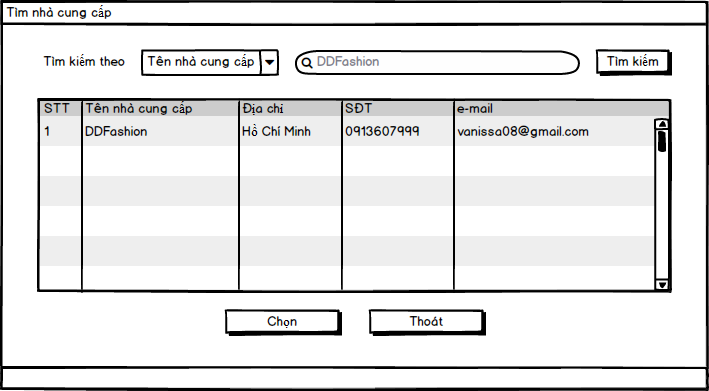 Tìm nhà cung cấp
Tìm kiếm theo Tên nhà cung cấp DDFashion Tìm kiếm
STT Tên nhà cung cấp Địa chỉ SĐT e-mail
1 DDFashion Hồ Chí Minh 0913607999 vanissa08@gmail.com
Chọn Thoát